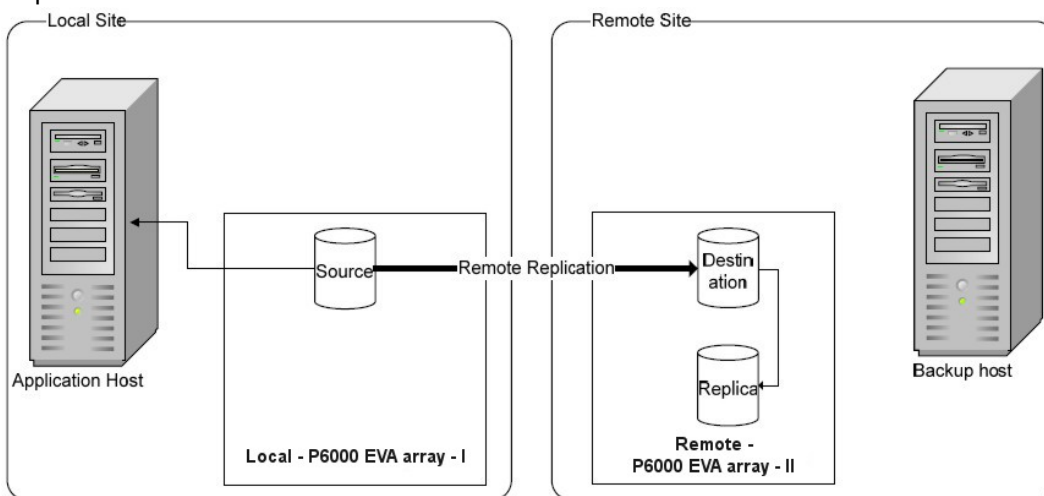 Local Site
Remote Site
Source
Remote Replication
Destin
ation
Replica
Application Host
Backup host
Local - P6000 EVA array - I
Remote -
P6000 EVA array - II